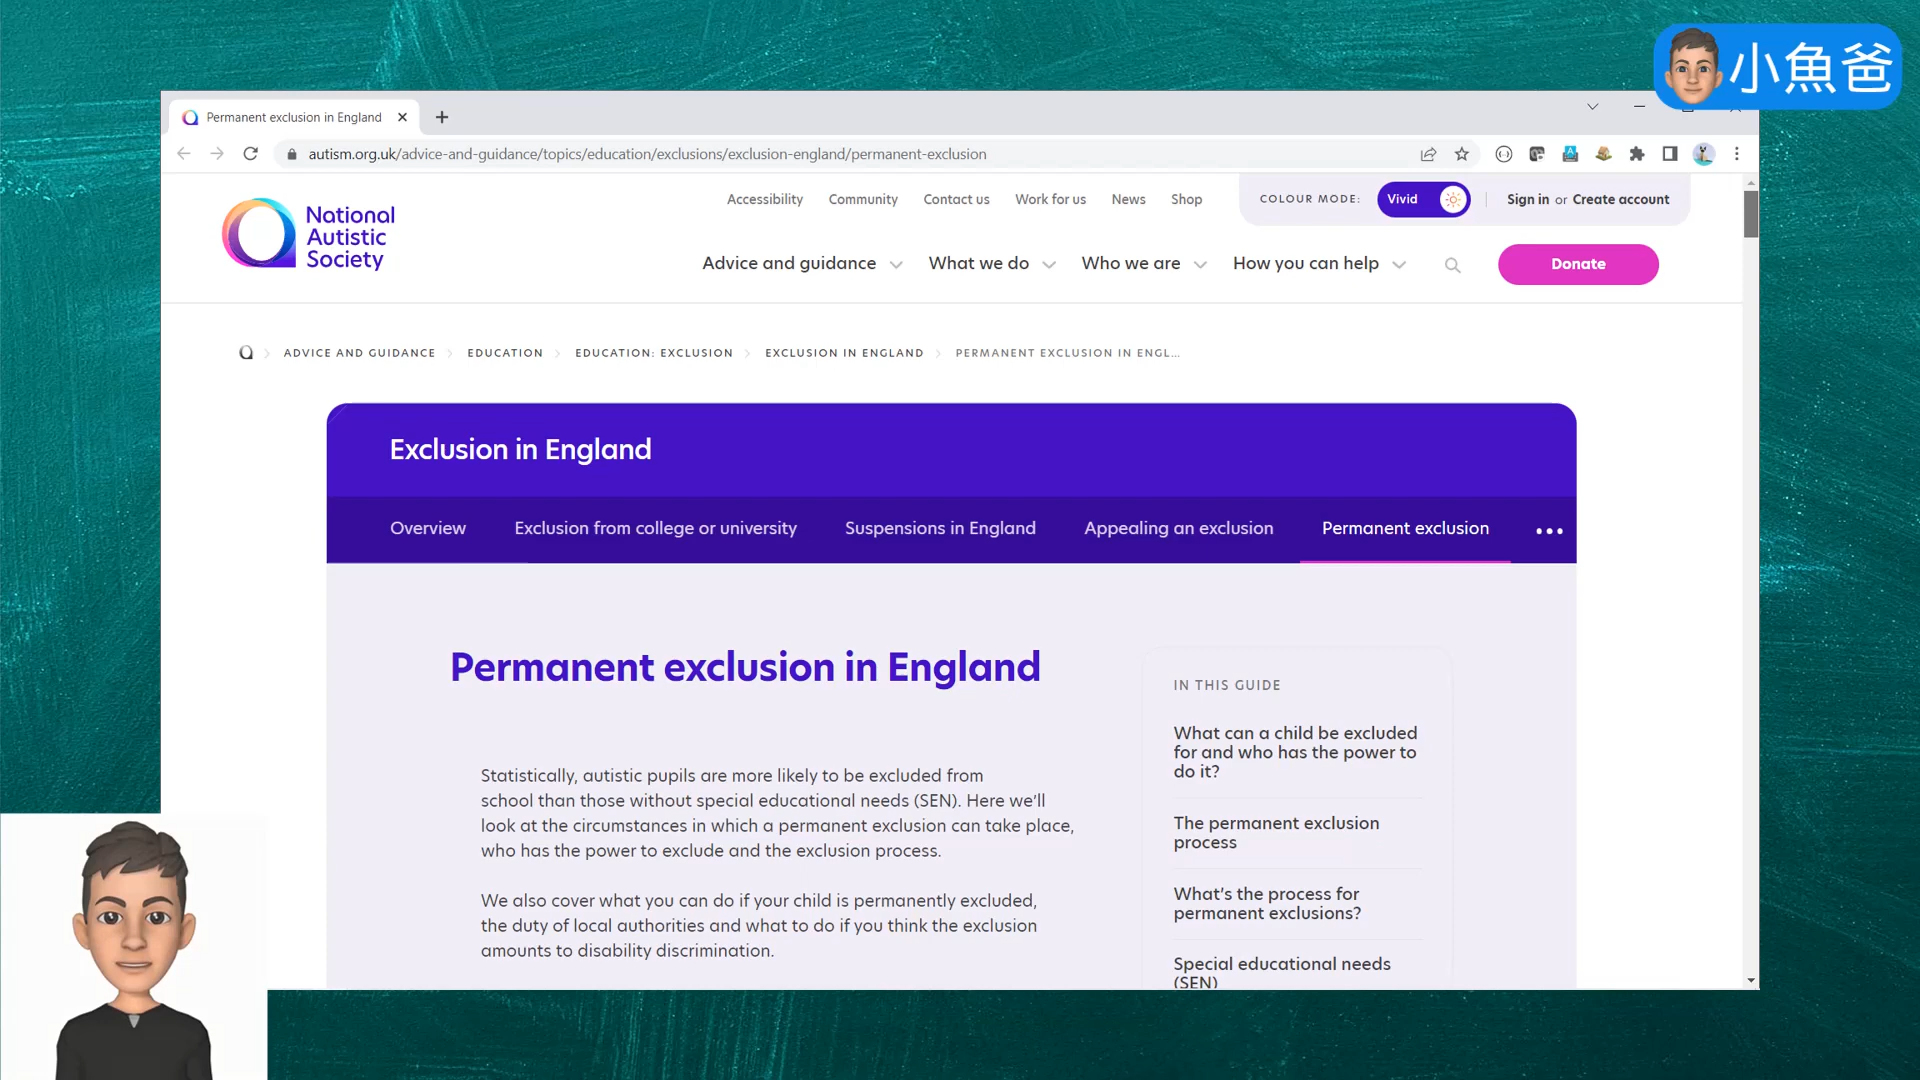 小魚爸
Permanent exclusion in England
autism.org.uk/advice-and-guidance/topics/education/exclusions/exclusion-england/permanent-exclusion
National
Autistic
Society
Accessibility Community Contact us Work for us News Shop
COLOUR MODE: Vivid
Sign in or Create account
Advice and guidance What we do Who we are How you can help
Donate
ADVICE AND GUIDANCE EDUCATION EDUCATION: EXCLUSION EXCLUSION IN ENGLAND PERMANENT EXCLUSION IN ENGL...
Exclusion in England
Overview Exclusion from college or university Suspensions in England Appealing an exclusion Permanent exclusion •••
Permanent exclusion in England
Statistically, autistic pupils are more likely to be excluded from
school than those without special educational needs (SEN). Here we’ll
look at the circumstances in which a permanent exclusion can take place,
who has the power to exclude and the exclusion process.
We also cover what you can do if your child is permanently excluded,
the duty of local authorities and what to do if you think the exclusion
amounts to disability discrimination.
IN THIS GUIDE
What can a child be excluded
for and who has the power to
do it?
The permanent exclusion
process
What’s the process for
permanent exclusions?
Special educational needs
(SEN)